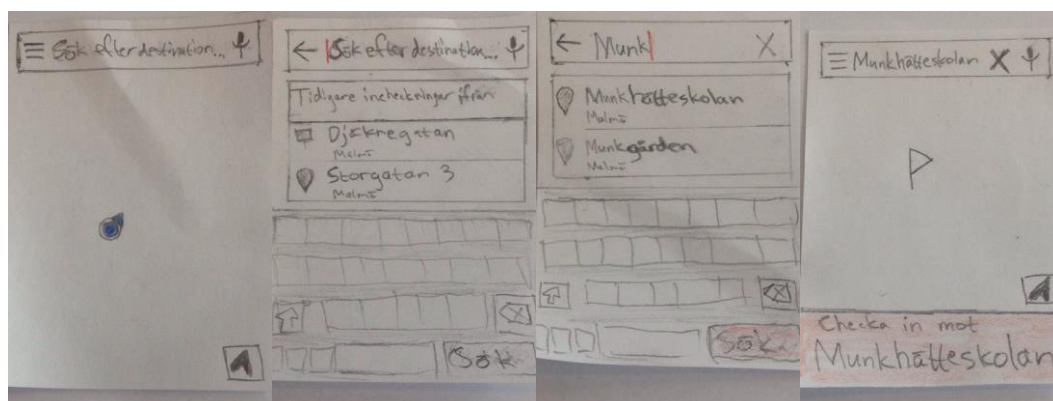 Sök efter destination...
Sök efter destination...
Tidigare incheckningar ifrån
Djäknegatan
Malmö
Storgatan 3
Malmö
Sök
Munk
X
Munkhätteskolan
Malmö
Munkgården
Malmö
Sök
Munkhätteskolan X
P
Checka in mot
Munkhätteskolan